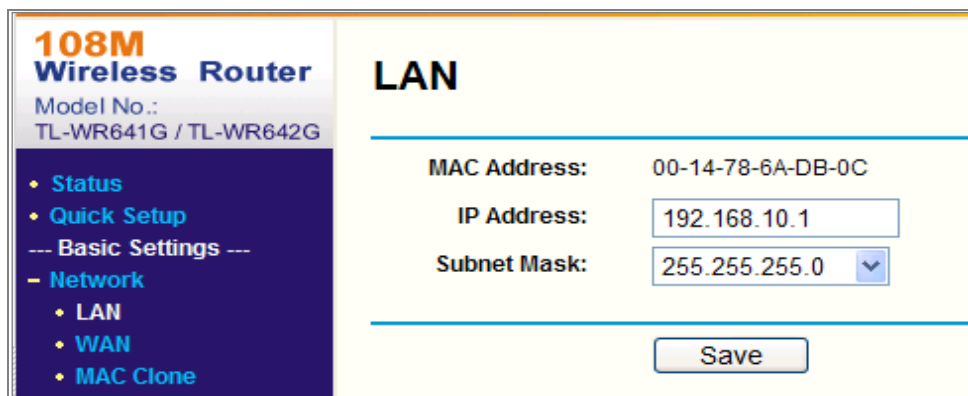 108M
Wireless Router
Model No.:
TL-WR641G / TL-WR642G
• Status
• Quick Setup
--- Basic Settings ---
– Network
• LAN
• WAN
• MAC Clone
LAN
MAC Address: 00-14-78-6A-DB-0C
IP Address: 192.168.10.1
Subnet Mask: 255.255.255.0
Save